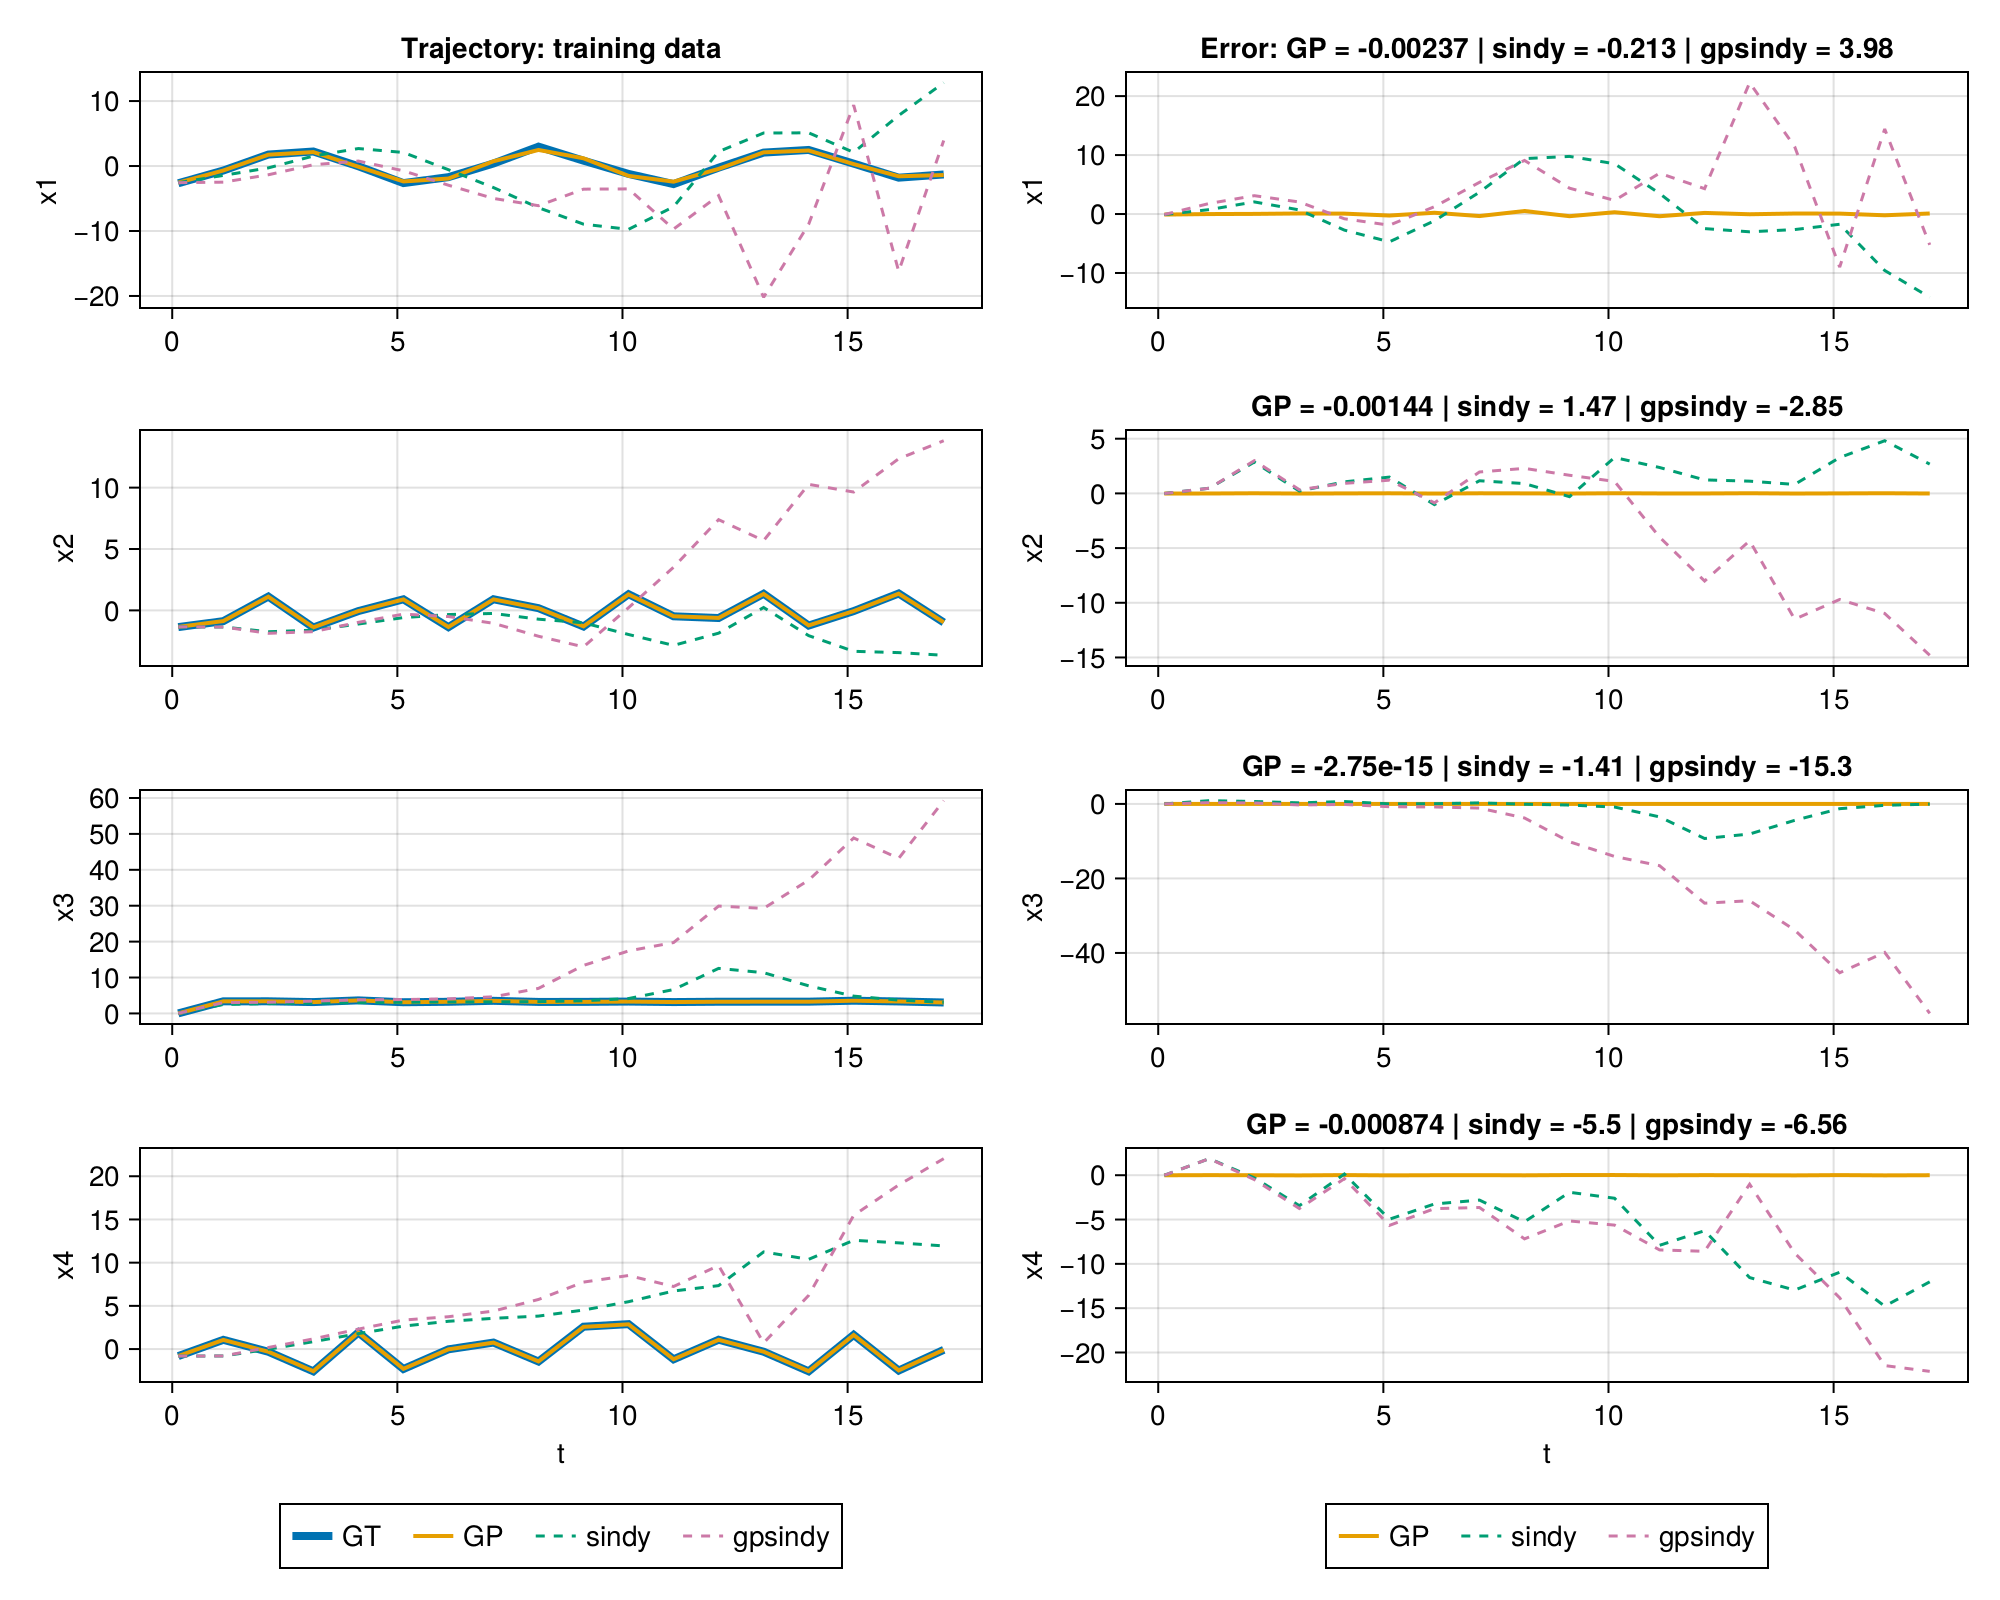 Trajectory: training data
Error: GP = -0.00237 | sindy = -0.213 | gpsindy = 3.98
x1
10
0
−10
−20
0 5 10 15
x1
20
10
0
−10
0 5 10 15
GP = -0.00144 | sindy = 1.47 | gpsindy = -2.85
x2
10
5
0
0 5 10 15
x2
5
0
−5
−10
−15
0 5 10 15
GP = -2.75e-15 | sindy = -1.41 | gpsindy = -15.3
x3
60
50
40
30
20
10
0
0 5 10 15
x3
0
−20
−40
0 5 10 15
GP = -0.000874 | sindy = -5.5 | gpsindy = -6.56
x4
20
15
10
5
0
0 5 10 15
t
x4
0
−5
−10
−15
−20
0 5 10 15
t
GT GP sindy gpsindy
GP sindy gpsindy